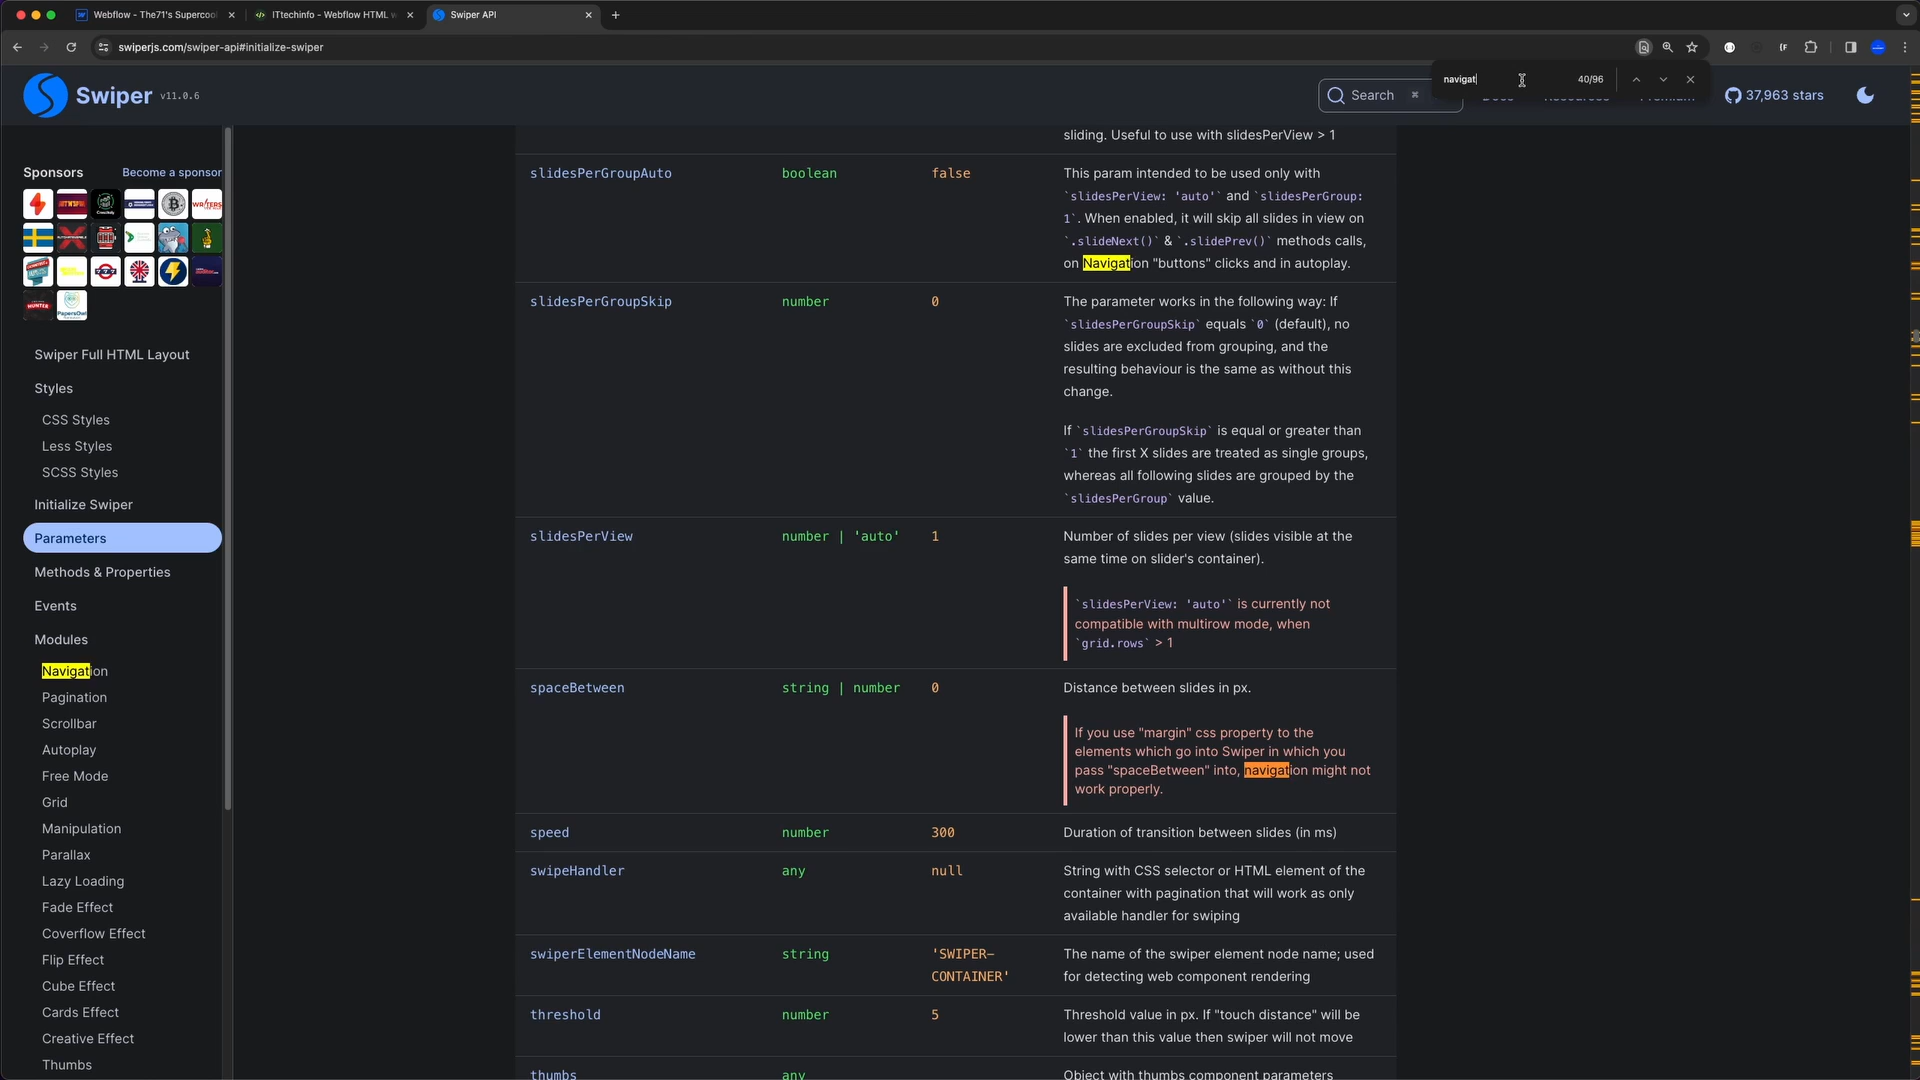 Webflow - The71's Supercool
ITtechinfo - Webflow HTML w
Swiper API
swiperjs.com/swiper-api#initialize-swiper
navigat
40/96
Swiper
v11.0.6
Search
⌘
Docs
Resources
Premium
37,963 stars
Sponsors
Become a sponsor
Swiper Full HTML Layout
Styles
CSS Styles
Less Styles
SCSS Styles
Initialize Swiper
Parameters
Methods & Properties
Events
Modules
Navigation
Pagination
Scrollbar
Autoplay
Free Mode
Grid
Manipulation
Parallax
Lazy Loading
Fade Effect
Coverflow Effect
Flip Effect
Cube Effect
Cards Effect
Creative Effect
Thumbs
sliding. Useful to use with slidesPerView > 1
slidesPerGroupAuto
boolean
false
This param intended to be used only with
`slidesPerView: 'auto'` and `slidesPerGroup:
1`. When enabled, it will skip all slides in view on
`.slideNext()` & `.slidePrev()` methods calls,
on Navigation "buttons" clicks and in autoplay.
slidesPerGroupSkip
number
0
The parameter works in the following way: If
`slidesPerGroupSkip` equals `0` (default), no
slides are excluded from grouping, and the
resulting behaviour is the same as without this
change.
If `slidesPerGroupSkip` is equal or greater than
`1` the first X slides are treated as single groups,
whereas all following slides are grouped by the
`slidesPerGroup` value.
slidesPerView
number | 'auto'
1
Number of slides per view (slides visible at the
same time on slider's container).
`slidesPerView: 'auto'` is currently not
compatible with multirow mode, when
`grid.rows` > 1
spaceBetween
string | number
0
Distance between slides in px.
If you use "margin" css property to the
elements which go into Swiper in which you
pass "spaceBetween" into, navigation might not
work properly.
speed
number
300
Duration of transition between slides (in ms)
swipeHandler
any
null
String with CSS selector or HTML element of the
container with pagination that will work as only
available handler for swiping
swiperElementNodeName
string
'SWIPER-
CONTAINER'
The name of the swiper element node name; used
for detecting web component rendering
threshold
number
5
Threshold value in px. If "touch distance" will be
lower than this value then swiper will not move
thumbs
any
Object with thumbs component parameters